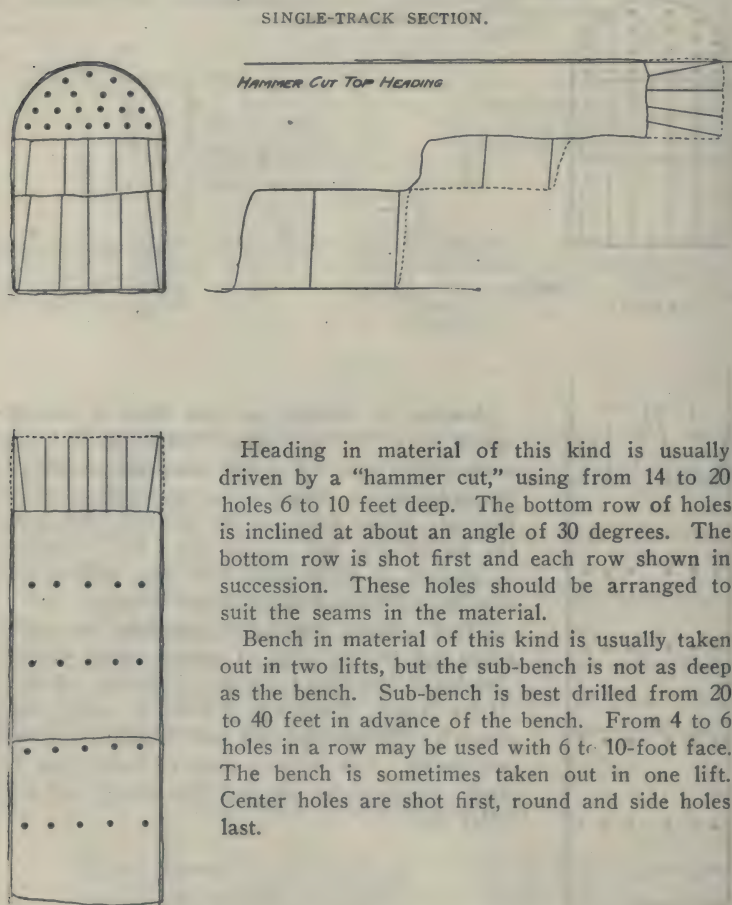 SINGLE-TRACK SECTION.
HAMMER CUT TOP HEADING
Heading in material of this kind is usually
driven by a "hammer cut," using from 14 to 20
holes 6 to 10 feet deep. The bottom row of holes
is inclined at about an angle of 30 degrees. The
bottom row is shot first and each row shown in
succession. These holes should be arranged to
suit the seams in the material.
Bench in material of this kind is usually taken
out in two lifts, but the sub-bench is not as deep
as the bench. Sub-bench is best drilled from 20
to 40 feet in advance of the bench. From 4 to 6
holes in a row may be used with 6 to 10-foot face.
The bench is sometimes taken out in one lift.
Center holes are shot first, round and side holes
last.